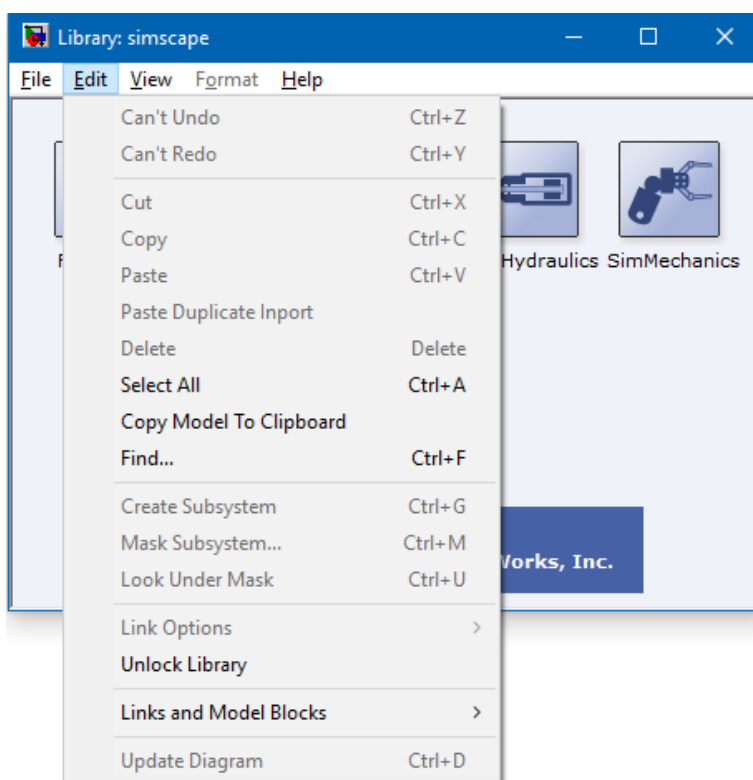 Library: simscape
File Edit View Format Help
Can't Undo Ctrl+Z
Can't Redo Ctrl+Y
Cut Ctrl+X
Copy Ctrl+C
Paste Ctrl+V
Paste Duplicate Inport
Delete Delete
Select All Ctrl+A
Copy Model To Clipboard
Find... Ctrl+F
Create Subsystem Ctrl+G
Mask Subsystem... Ctrl+M
Look Under Mask Ctrl+U
Link Options
Unlock Library
Links and Model Blocks
Update Diagram Ctrl+D
Hydraulics SimMechanics
Works, Inc.